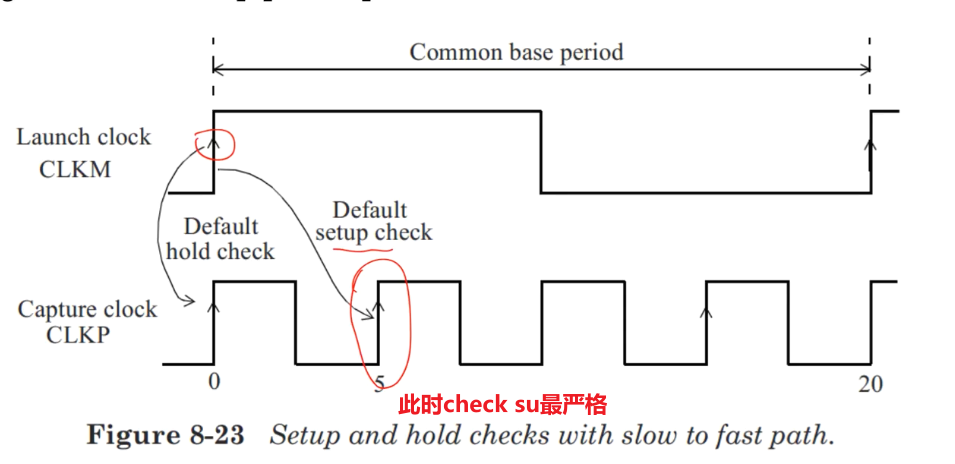 Common base period
Launch clock
CLKM
Default
hold check
Default
setup check
Capture clock
CLKP
0
5
20
此时check su最严格
Figure 8-23 Setup and hold checks with slow to fast path.